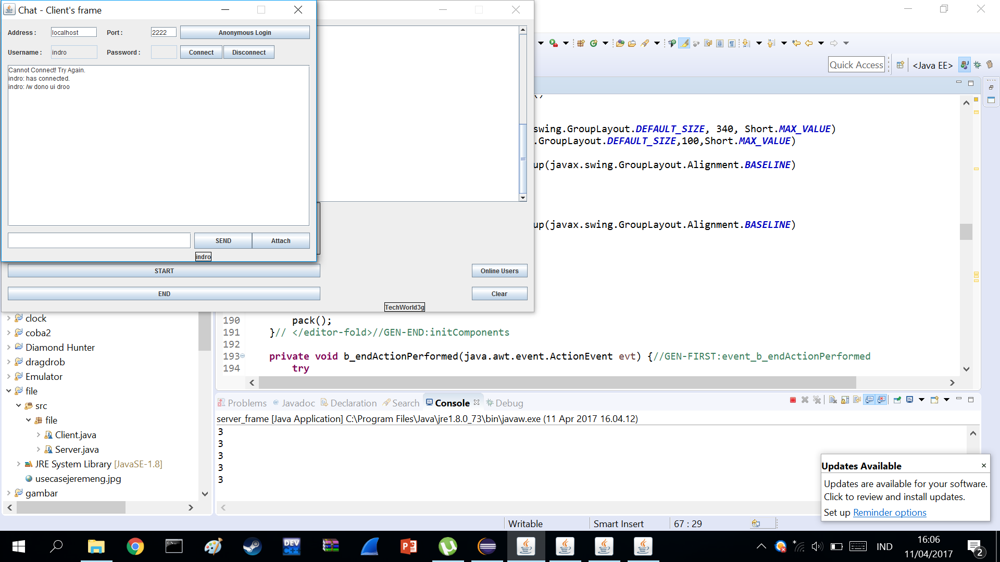 Chat - Client's frame
Address : localhost Port : 2222 Anonymous Login
Username : indro Password : Connect Disconnect
Cannot Connect! Try Again.
indro: has connected.
indro: /w dono ui droo
SEND Attach
indro
START Online Users
END Clear
TechWorld3g
Quick Access <Java EE>
swing.GroupLayout.DEFAULT_SIZE, 340, Short.MAX_VALUE)
.GroupLayout.DEFAULT_SIZE,100,Short.MAX_VALUE)
up(javax.swing.GroupLayout.Alignment.BASELINE)
up(javax.swing.GroupLayout.Alignment.BASELINE)
190 pack();
191 }// </editor-fold>//GEN-END:initComponents
192
193 private void b_endActionPerformed(java.awt.event.ActionEvent evt) {//GEN-FIRST:event_b_endActionPerformed
194 try
clock
coba2
Diamond Hunter
dragdrob
Emulator
file
src
file
Client.java
Server.java
JRE System Library [JavaSE-1.8]
usecasejeremeng.jpg
gambar
Problems @ Javadoc Declaration Search Console Debug
server_frame [Java Application] C:\Program Files\Java\jre1.8.0_73\bin\javaw.exe (11 Apr 2017 16.04.12)
3
3
3
3
3
Updates Available
Updates are available for your software.
Click to review and install updates.
Set up Reminder options
Writable Smart Insert 67 : 29
DEV C++
IND
16:06
11/04/2017
2